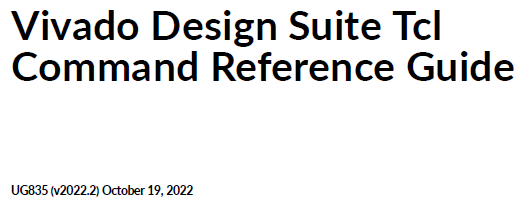 Vivado Design Suite Tcl
Command Reference Guide
UG835 (v2022.2) October 19, 2022